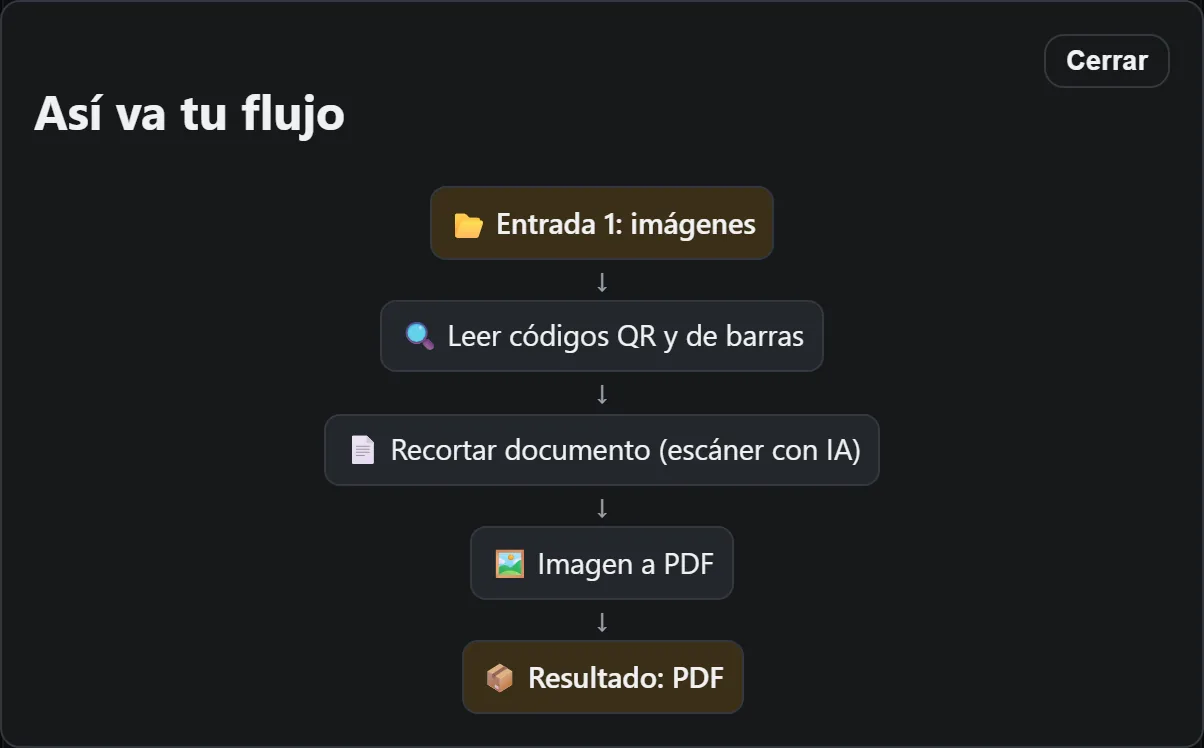 Cerrar
Así va tu flujo
Entrada 1: imágenes
↓
Leer códigos QR y de barras
↓
Recortar documento (escáner con IA)
↓
Imagen a PDF
↓
Resultado: PDF